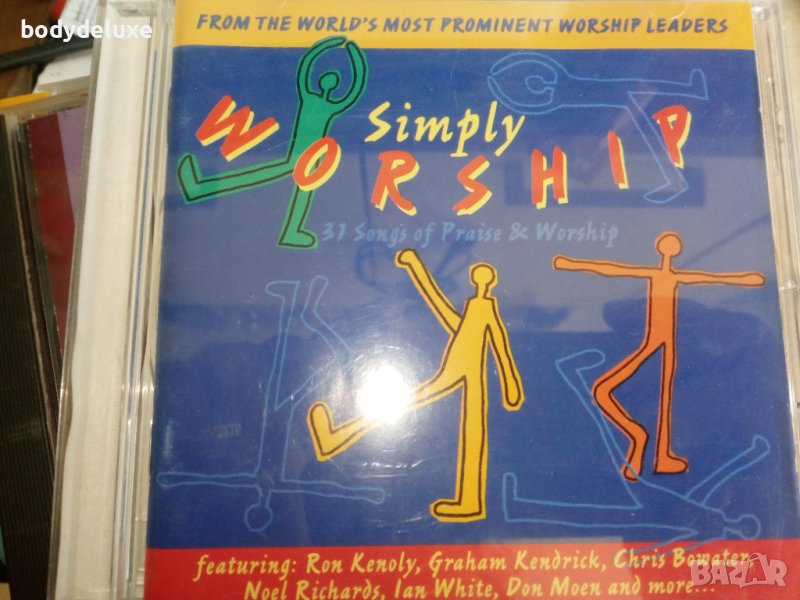 bodydeluxe
FROM THE WORLD'S MOST PROMINENT WORSHIP LEADERS
Simply
WORSHIP
31 Songs of Praise & Worship
featuring: Ron Kenoly, Graham Kendrick, Chris Bowater,
Noel Richards, Ian White, Don Moen and more...
bazar